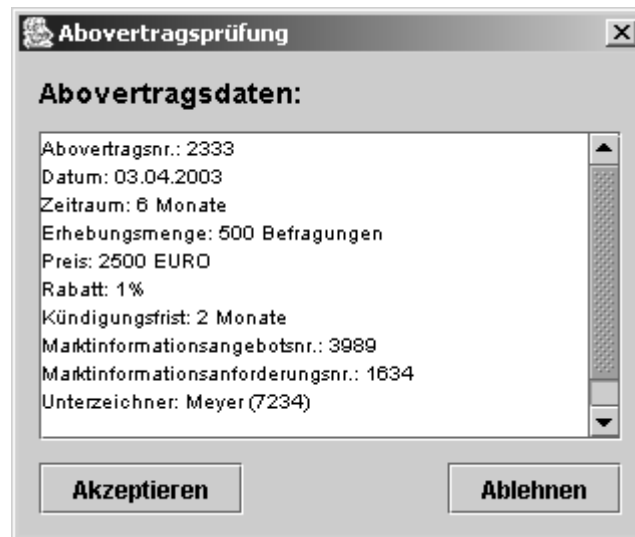 Abovertragsprüfung
Abovertragsdaten:
Abovertragsnr.: 2333
Datum: 03.04.2003
Zeitraum: 6 Monate
Erhebungsmenge: 500 Befragungen
Preis: 2500 EURO
Rabatt: 1%
Kündigungsfrist: 2 Monate
Marktinformationsangebotsnr.: 3989
Marktinformationsanforderungsnr.: 1634
Unterzeichner: Meyer (7234)
Akzeptieren Ablehnen